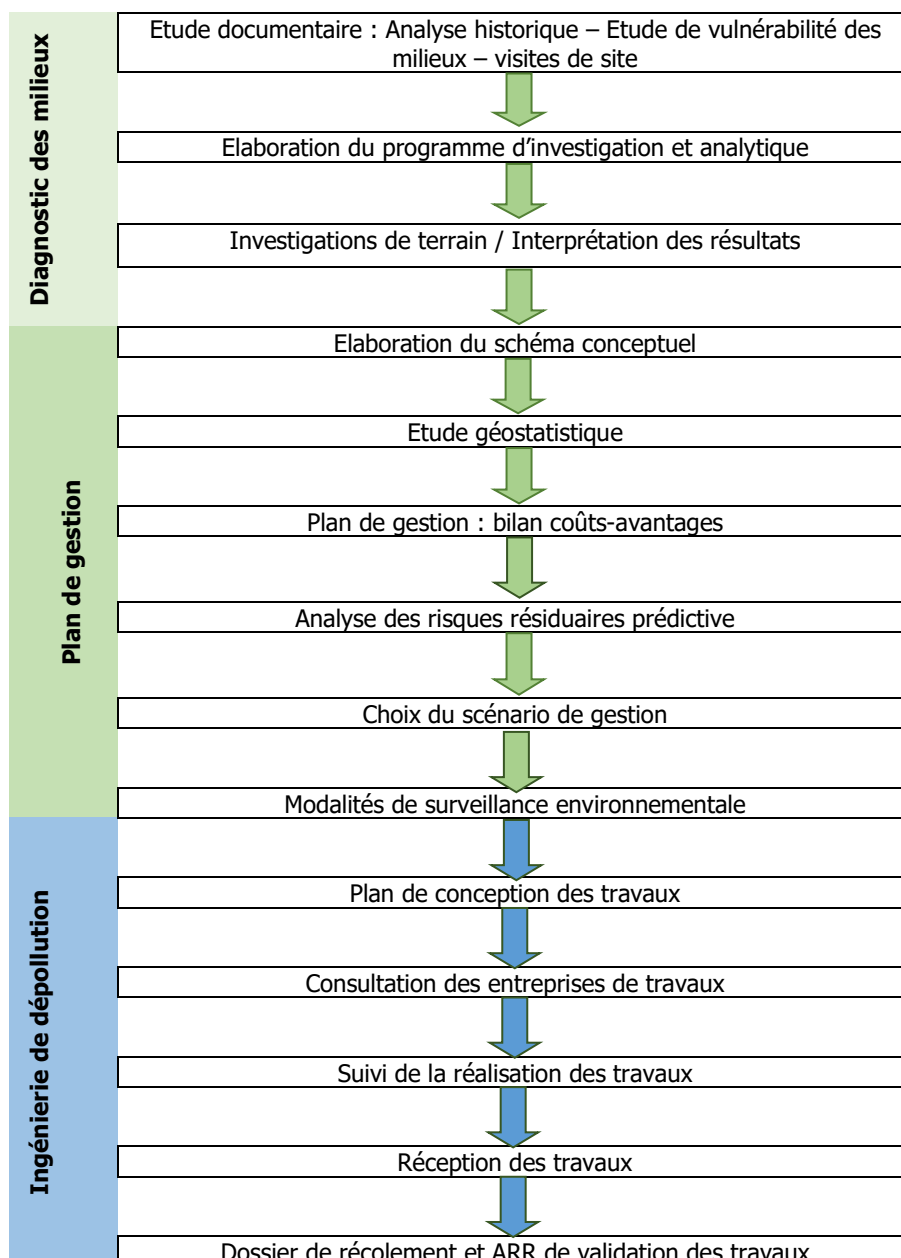 Diagnostic des milieux
Etude documentaire : Analyse historique – Etude de vulnérabilité des
milieux – visites de site
Elaboration du programme d’investigation et analytique
Investigations de terrain / Interprétation des résultats
Plan de gestion
Elaboration du schéma conceptuel
Etude géostatistique
Plan de gestion : bilan coûts-avantages
Analyse des risques résiduaires prédictive
Choix du scénario de gestion
Modalités de surveillance environnementale
Ingénierie de dépollution
Plan de conception des travaux
Consultation des entreprises de travaux
Suivi de la réalisation des travaux
Réception des travaux
Dossier de récolement et ARR de validation des travaux